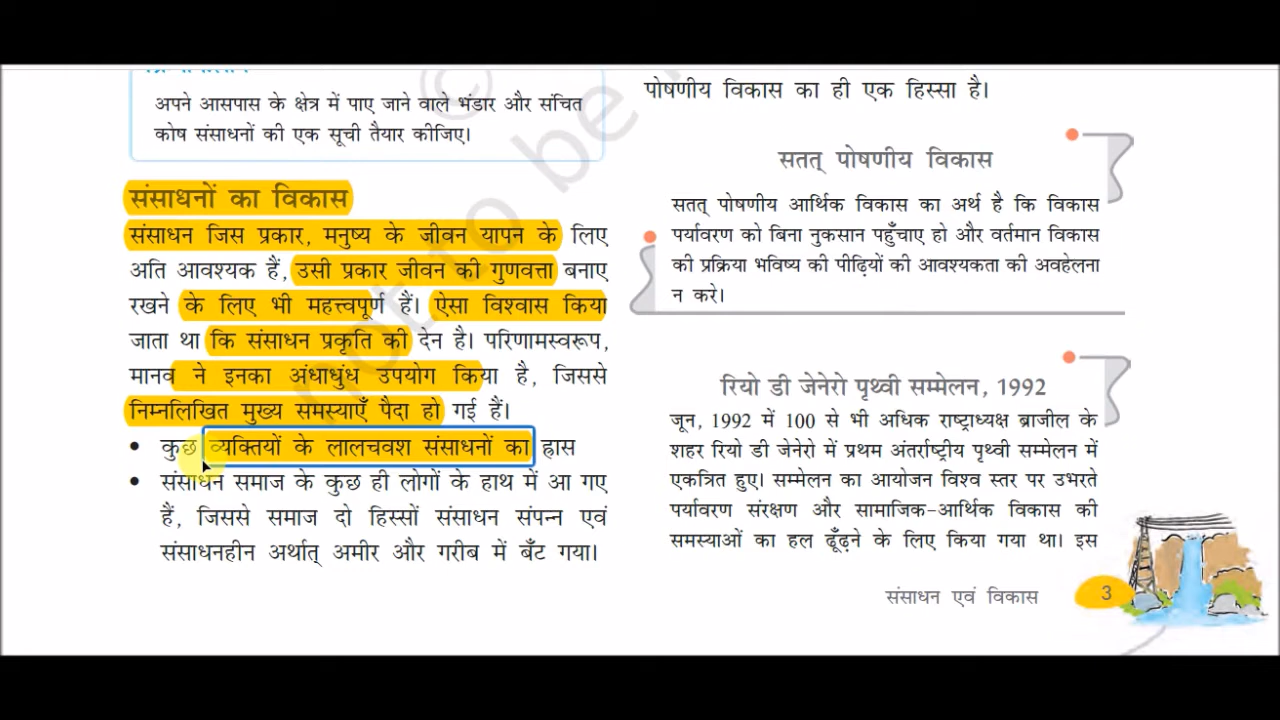 अपने आसपास के क्षेत्र में पाए जाने वाले भंडार और संचित
कोष संसाधनों की एक सूची तैयार कीजिए।
संसाधनों का विकास
संसाधन जिस प्रकार, मनुष्य के जीवन यापन के लिए
अति आवश्यक हैं, उसी प्रकार जीवन की गुणवत्ता बनाए
रखने के लिए भी महत्त्वपूर्ण हैं। ऐसा विश्वास किया
जाता था कि संसाधन प्रकृति की देन है। परिणामस्वरूप,
मानव ने इनका अंधाधुंध उपयोग किया है, जिससे
निम्नलिखित मुख्य समस्याएँ पैदा हो गई हैं।
• कुछ व्यक्तियों के लालचवश संसाधनों का ह्रास
• संसाधन समाज के कुछ ही लोगों के हाथ में आ गए
हैं, जिससे समाज दो हिस्सों संसाधन संपन्न एवं
संसाधनहीन अर्थात् अमीर और गरीब में बँट गया।
पोषणीय विकास का ही एक हिस्सा है।
सतत् पोषणीय विकास
सतत् पोषणीय आर्थिक विकास का अर्थ है कि विकास
पर्यावरण को बिना नुकसान पहुँचाए हो और वर्तमान विकास
की प्रक्रिया भविष्य की पीढ़ियों की आवश्यकता की अवहेलना
न करे।
रियो डी जेनेरो पृथ्वी सम्मेलन, 1992
जून, 1992 में 100 से भी अधिक राष्ट्राध्यक्ष ब्राजील के
शहर रियो डी जेनेरो में प्रथम अंतर्राष्ट्रीय पृथ्वी सम्मेलन में
एकत्रित हुए। सम्मेलन का आयोजन विश्व स्तर पर उभरते
पर्यावरण संरक्षण और सामाजिक-आर्थिक विकास की
समस्याओं का हल ढूँढ़ने के लिए किया गया था। इस
संसाधन एवं विकास 3
© not to be